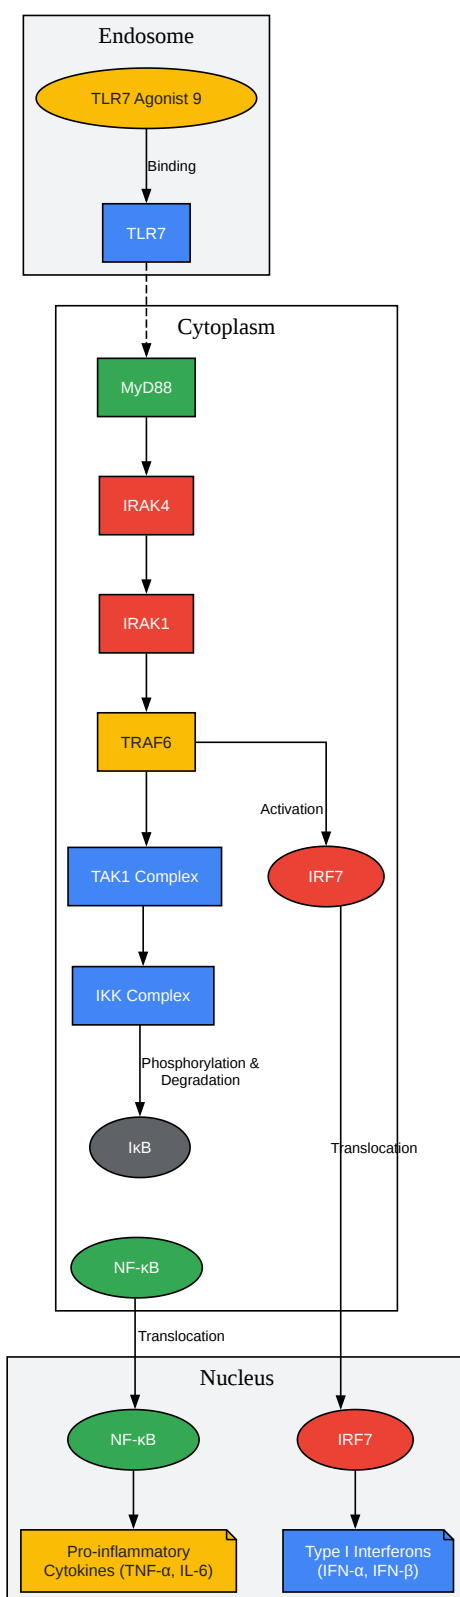 Endosome
TLR7 Agonist 9
Binding
TLR7
Cytoplasm
MyD88
IRAK4
IRAK1
TRAF6
Activation
TAK1 Complex
IRF7
IKK Complex
Phosphorylation &
Degradation
IκB
Translocation
NF-κB
Translocation
Nucleus
NF-κB
IRF7
Pro-inflammatory
Cytokines (TNF-α, IL-6)
Type I Interferons
(IFN-α, IFN-β)